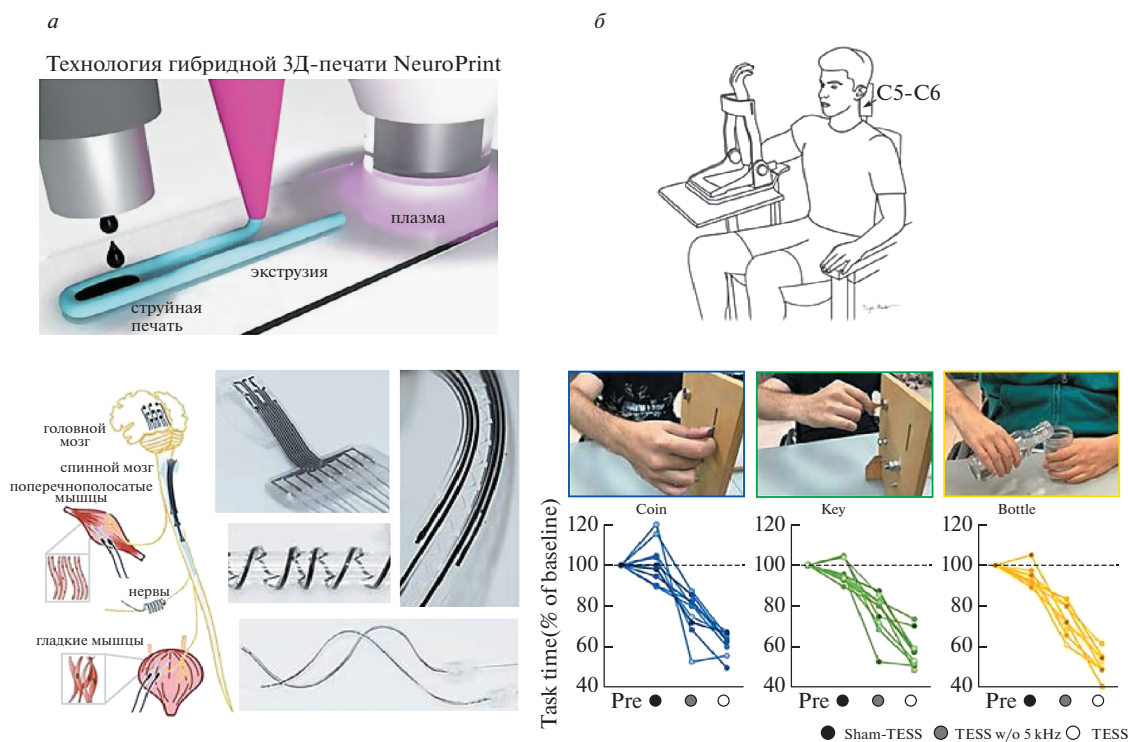 а
Технология гибридной 3Д-печати NeuroPrint
плазма
экструзия
струйная
печать
головной
мозг
спинной мозг
поперечнополосатые
мышцы
нервы
гладкие мышцы
б
C5-C6
Coin
Key
Bottle
Task time(% of baseline)
120
100
80
60
40
Pre
120
100
80
60
40
Pre
120
100
80
60
40
Pre
Sham-TESS
TESS w/o 5 kHz
TESS